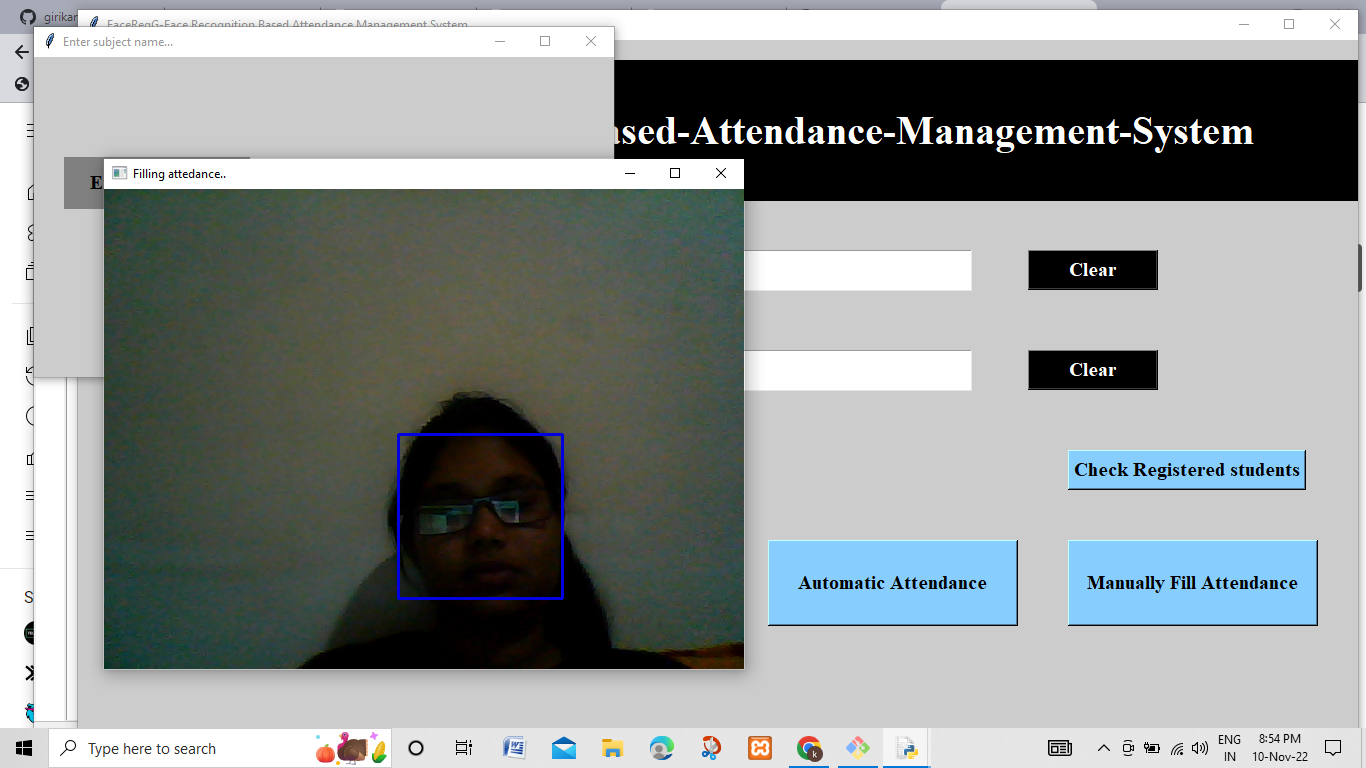 girikar
FaceRegG-Face Recognition Based Attendance Management System
Enter subject name...
ased-Attendance-Management-System
E
Filling attedance..
Clear
Clear
Check Registered students
Automatic Attendance
Manually Fill Attendance
S
Type here to search
ENG
IN
8:54 PM
10-Nov-22